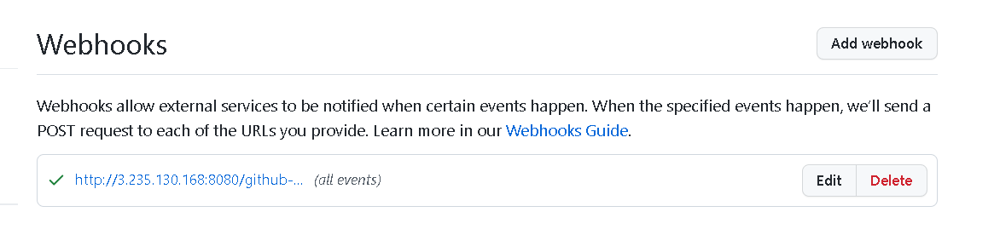 Webhooks
Add webhook
Webhooks allow external services to be notified when certain events happen. When the specified events happen, we’ll send a
POST request to each of the URLs you provide. Learn more in our Webhooks Guide.
http://3.235.130.168:8080/github-... (all events)
Edit
Delete